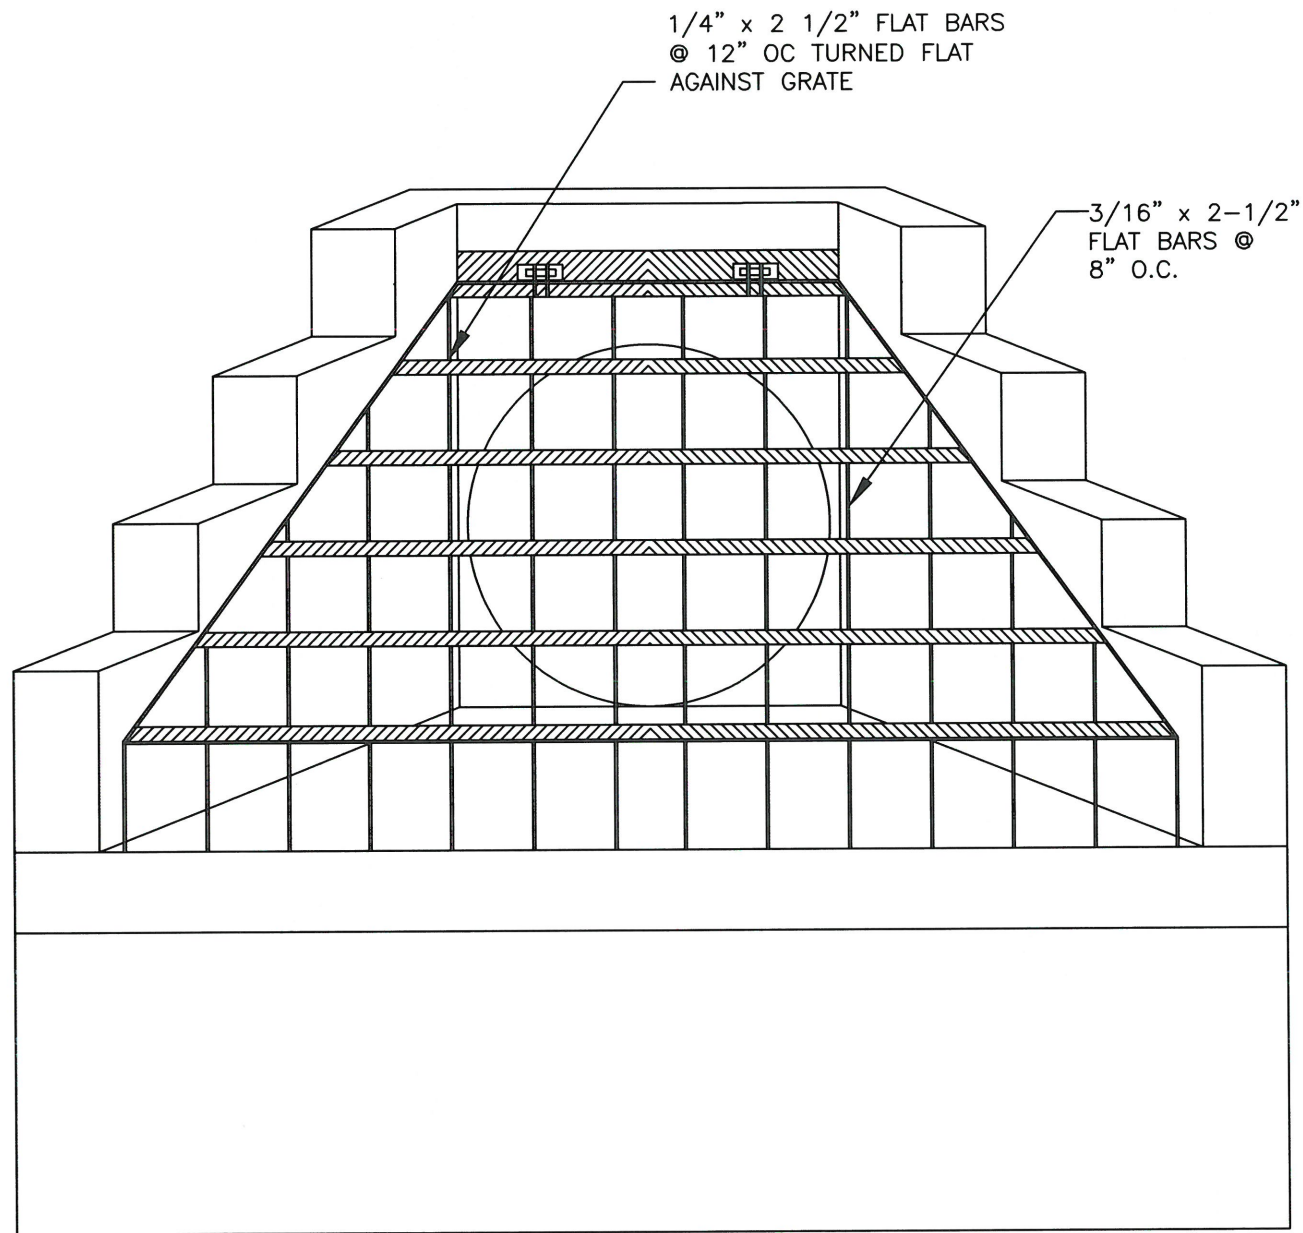 1/4" x 2 1/2" FLAT BARS
@ 12" OC TURNED FLAT
AGAINST GRATE
3/16" x 2-1/2"
FLAT BARS @
8" O.C.